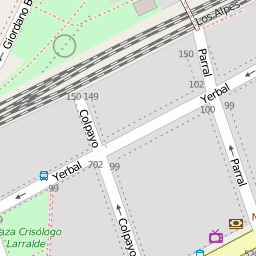 Giordano B
Los Alpes
Parral
150
102
Yerbal
150 149
Colpayo
100
99
702
99
Yerbal
99
Parral
Colpayo
aza Crisólogo
Larralde